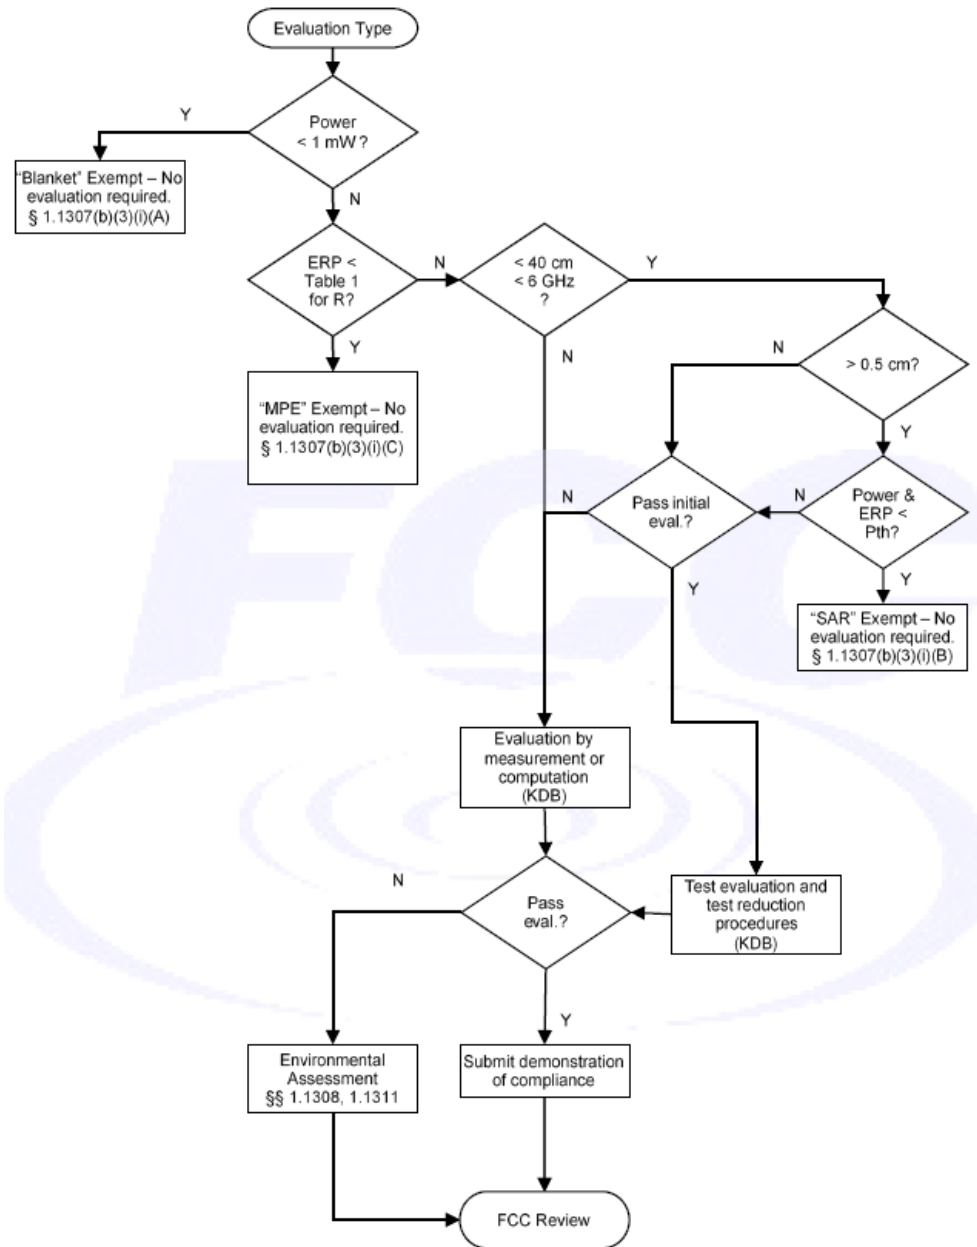 Evaluation Type
Y
Power
< 1 mW?
"Blanket" Exempt – No
evaluation required.
§ 1.1307(b)(3)(i)(A)
N
ERP <
Table 1
for R?
N
< 40 cm
< 6 GHz
?
Y
Y
N
N
> 0.5 cm?
"MPE" Exempt – No
evaluation required.
§ 1.1307(b)(3)(i)(C)
Y
N
Pass initial
eval.?
N
Power &
ERP <
Pth?
Y
Y
"SAR" Exempt – No
evaluation required.
§ 1.1307(b)(3)(i)(B)
FCC
Evaluation by
measurement or
computation
(KDB)
N
Pass
eval.?
Test evaluation and
test reduction
procedures
(KDB)
Y
Environmental
Assessment
§§ 1.1308, 1.1311
Submit demonstration
of compliance
FCC Review